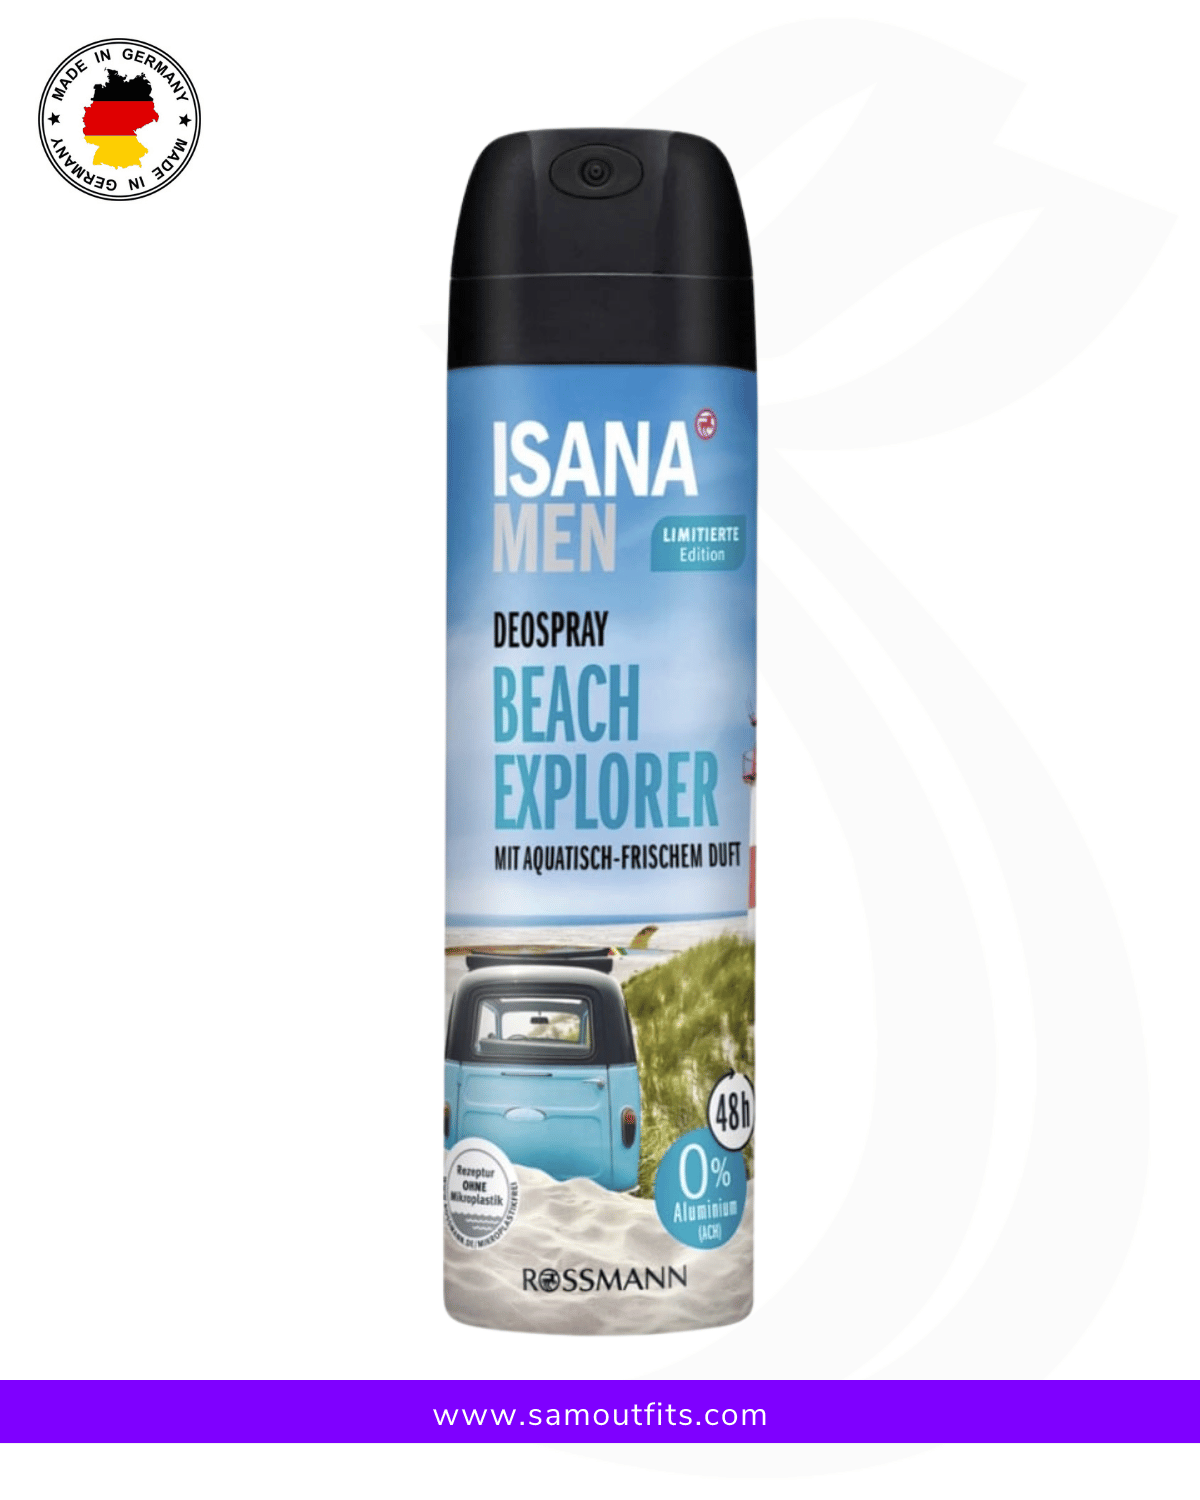 MADE IN GERMANY
MADE IN GERMANY
ISANA
MEN
LIMITIERTE
Edition
DEOSPRAY
BEACH
EXPLORER
MIT AQUATISCH-FRISCHEM DUFT
48h
0%
Aluminium
(ACH)
Rezeptur
OHNE
Mikroplastik
ROSSMANN
www.samoutfits.com